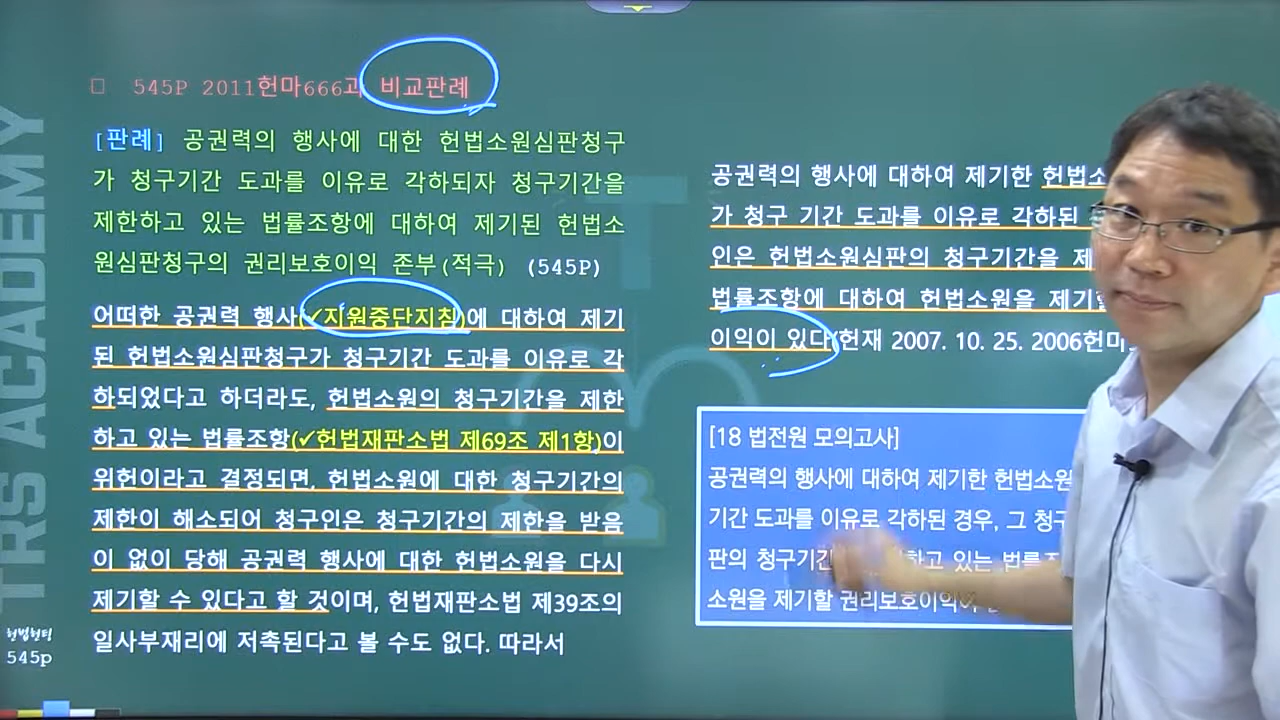 □ 545P 2011헌마666과 비교판례
[판례] 공권력의 행사에 대한 헌법소원심판청구
가 청구기간 도과를 이유로 각하되자 청구기간을
제한하고 있는 법률조항에 대하여 제기된 헌법소
원심판청구의 권리보호이익 존부(적극) (545P)
어떠한 공권력 행사(✓지원중단지침)에 대하여 제기
된 헌법소원심판청구가 청구기간 도과를 이유로 각
하되었다고 하더라도, 헌법소원의 청구기간을 제한
하고 있는 법률조항(✓헌법재판소법 제69조 제1항)이
위헌이라고 결정되면, 헌법소원에 대한 청구기간의
제한이 해소되어 청구인은 청구기간의 제한을 받음
이 없이 당해 공권력 행사에 대한 헌법소원을 다시
제기할 수 있다고 할 것이며, 헌법재판소법 제39조의
일사부재리에 저촉된다고 볼 수도 없다. 따라서
공권력의 행사에 대하여 제기한 헌법소
가 청구 기간 도과를 이유로 각하된
인은 헌법소원심판의 청구기간을 제
법률조항에 대하여 헌법소원을 제기할
이익이 있다(헌재 2007. 10. 25. 2006헌마
[18 법전원 모의고사]
공권력의 행사에 대하여 제기한 헌법소원
기간 도과를 이유로 각하된 경우, 그 청구
판의 청구기간 하고 있는 법률조
소원을 제기할 권리보호이익이
TRS ACADEMY
헌법헌팅
545p